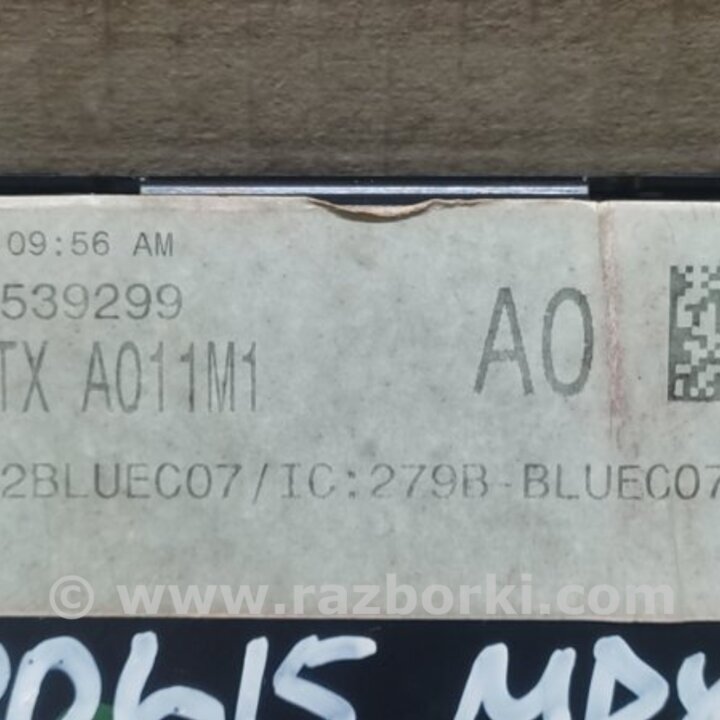 09:56 AM
539299
TX A011M1
A0
2BLUEC07/IC:279B-BLUEC07
© www.razborki.com